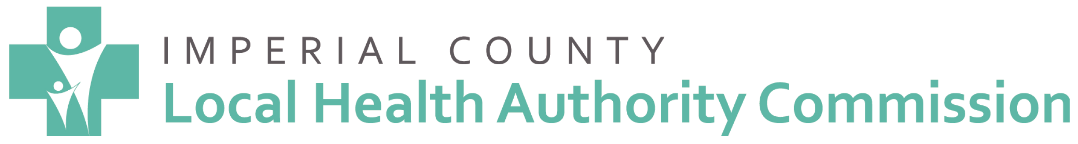 IMPERIAL COUNTY
Local Health Authority Commission